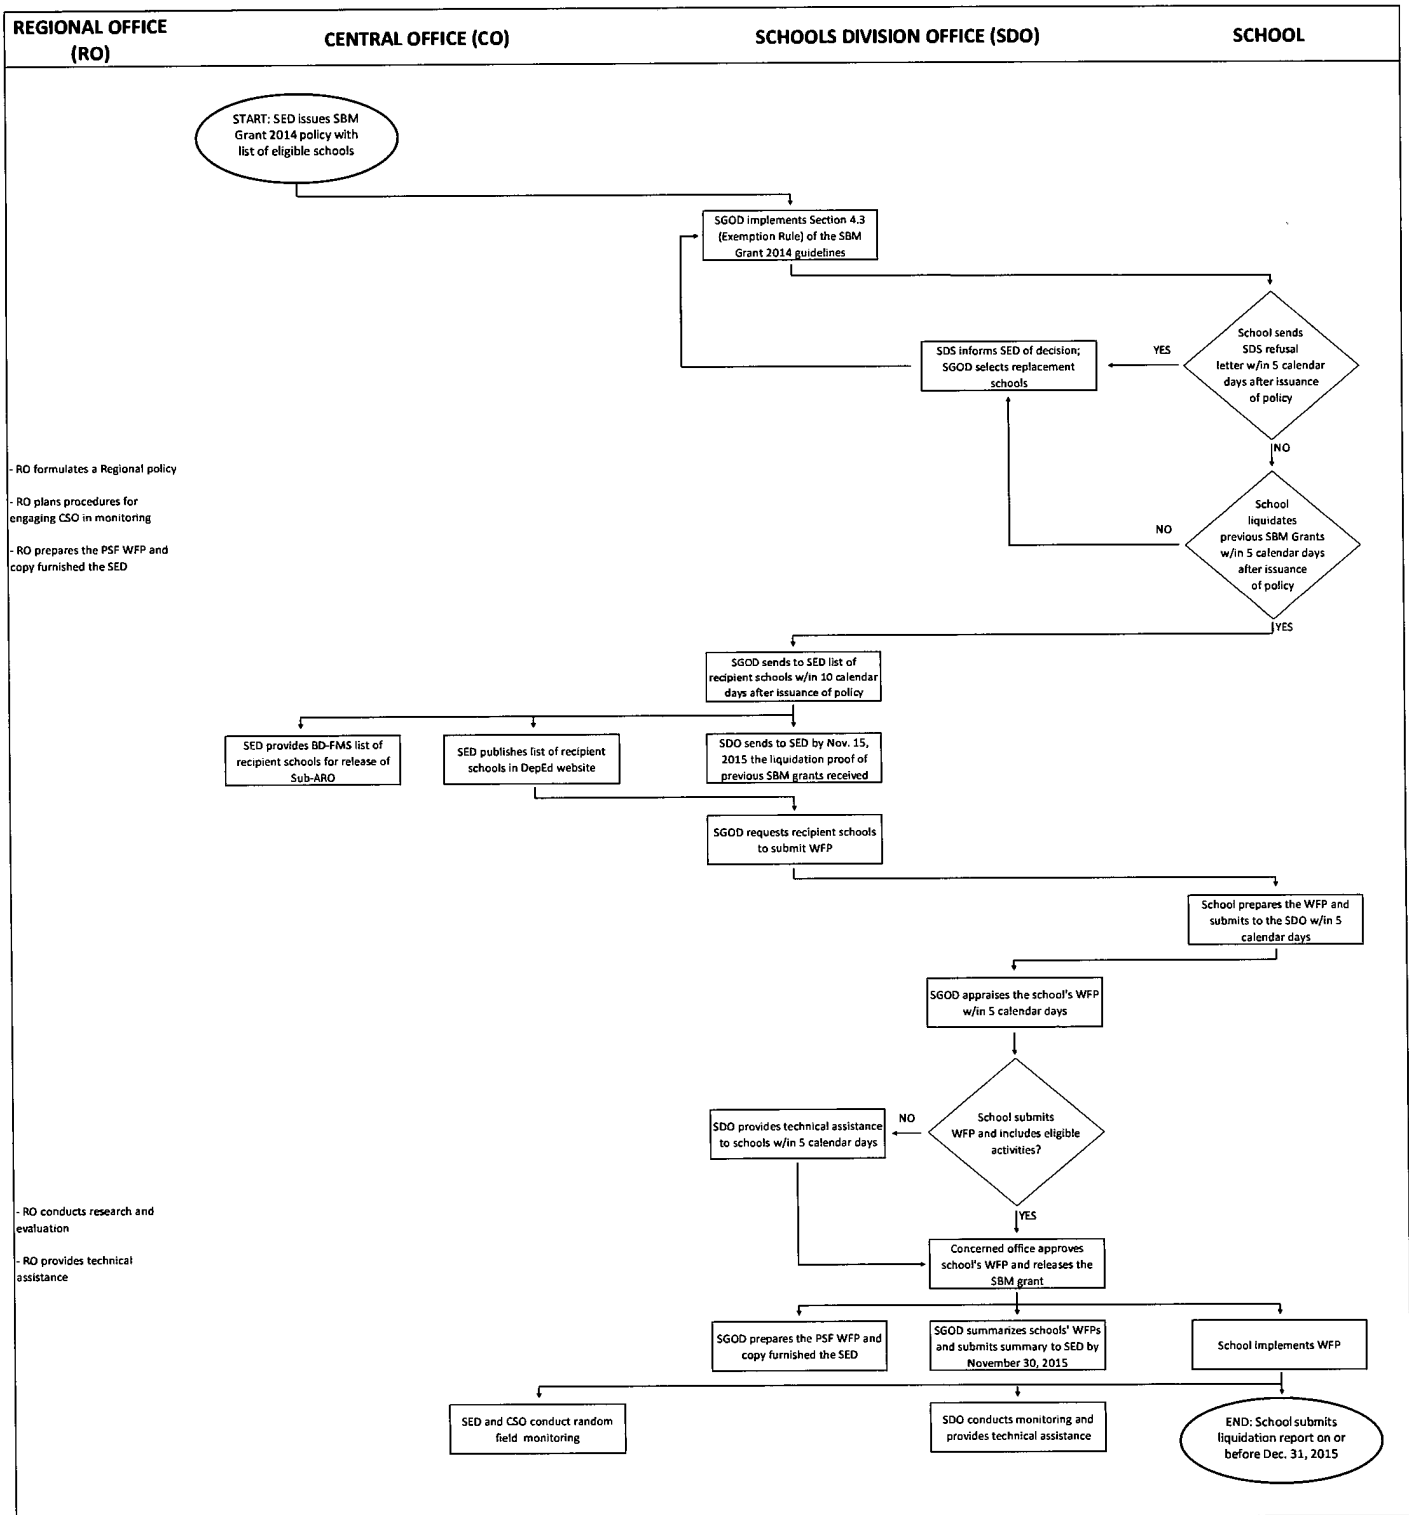 REGIONAL OFFICE
(RO)
CENTRAL OFFICE (CO)
SCHOOLS DIVISION OFFICE (SDO)
SCHOOL
START: SED issues SBM
Grant 2014 policy with
list of eligible schools
SGOD implements Section 4.3
(Exemption Rule) of the SBM
Grant 2014 guidelines
School sends
SDS refusal
letter w/in 5 calendar
days after issuance
of policy
YES
SDS informs SED of decision;
SGOD selects replacement
schools
NO
- RO formulates a Regional policy
- RO plans procedures for
engaging CSO in monitoring
- RO prepares the PSF WFP and
copy furnished the SED
School
liquidates
previous SBM Grants
w/in 5 calendar days
after issuance
of policy
NO
YES
SGOD sends to SED list of
recipient schools w/in 10 calendar
days after issuance of policy
SED provides BD-FMS list of
recipient schools for release of
Sub-ARO
SED publishes list of recipient
schools in DepEd website
SDO sends to SED by Nov. 15,
2015 the liquidation proof of
previous SBM grants received
SGOD requests recipient schools
to submit WFP
School prepares the WFP and
submits to the SDO w/in 5
calendar days
SGOD appraises the school's WFP
w/in 5 calendar days
School submits
WFP and includes eligible
activities?
NO
SDO provides technical assistance
to schools w/in 5 calendar days
YES
- RO conducts research and
evaluation
- RO provides technical
assistance
Concerned office approves
school's WFP and releases the
SBM grant
SGOD prepares the PSF WFP and
copy furnished the SED
SGOD summarizes schools' WFPs
and submits summary to SED by
November 30, 2015
School implements WFP
SED and CSO conduct random
field monitoring
SDO conducts monitoring and
provides technical assistance
END: School submits
liquidation report on or
before Dec. 31, 2015